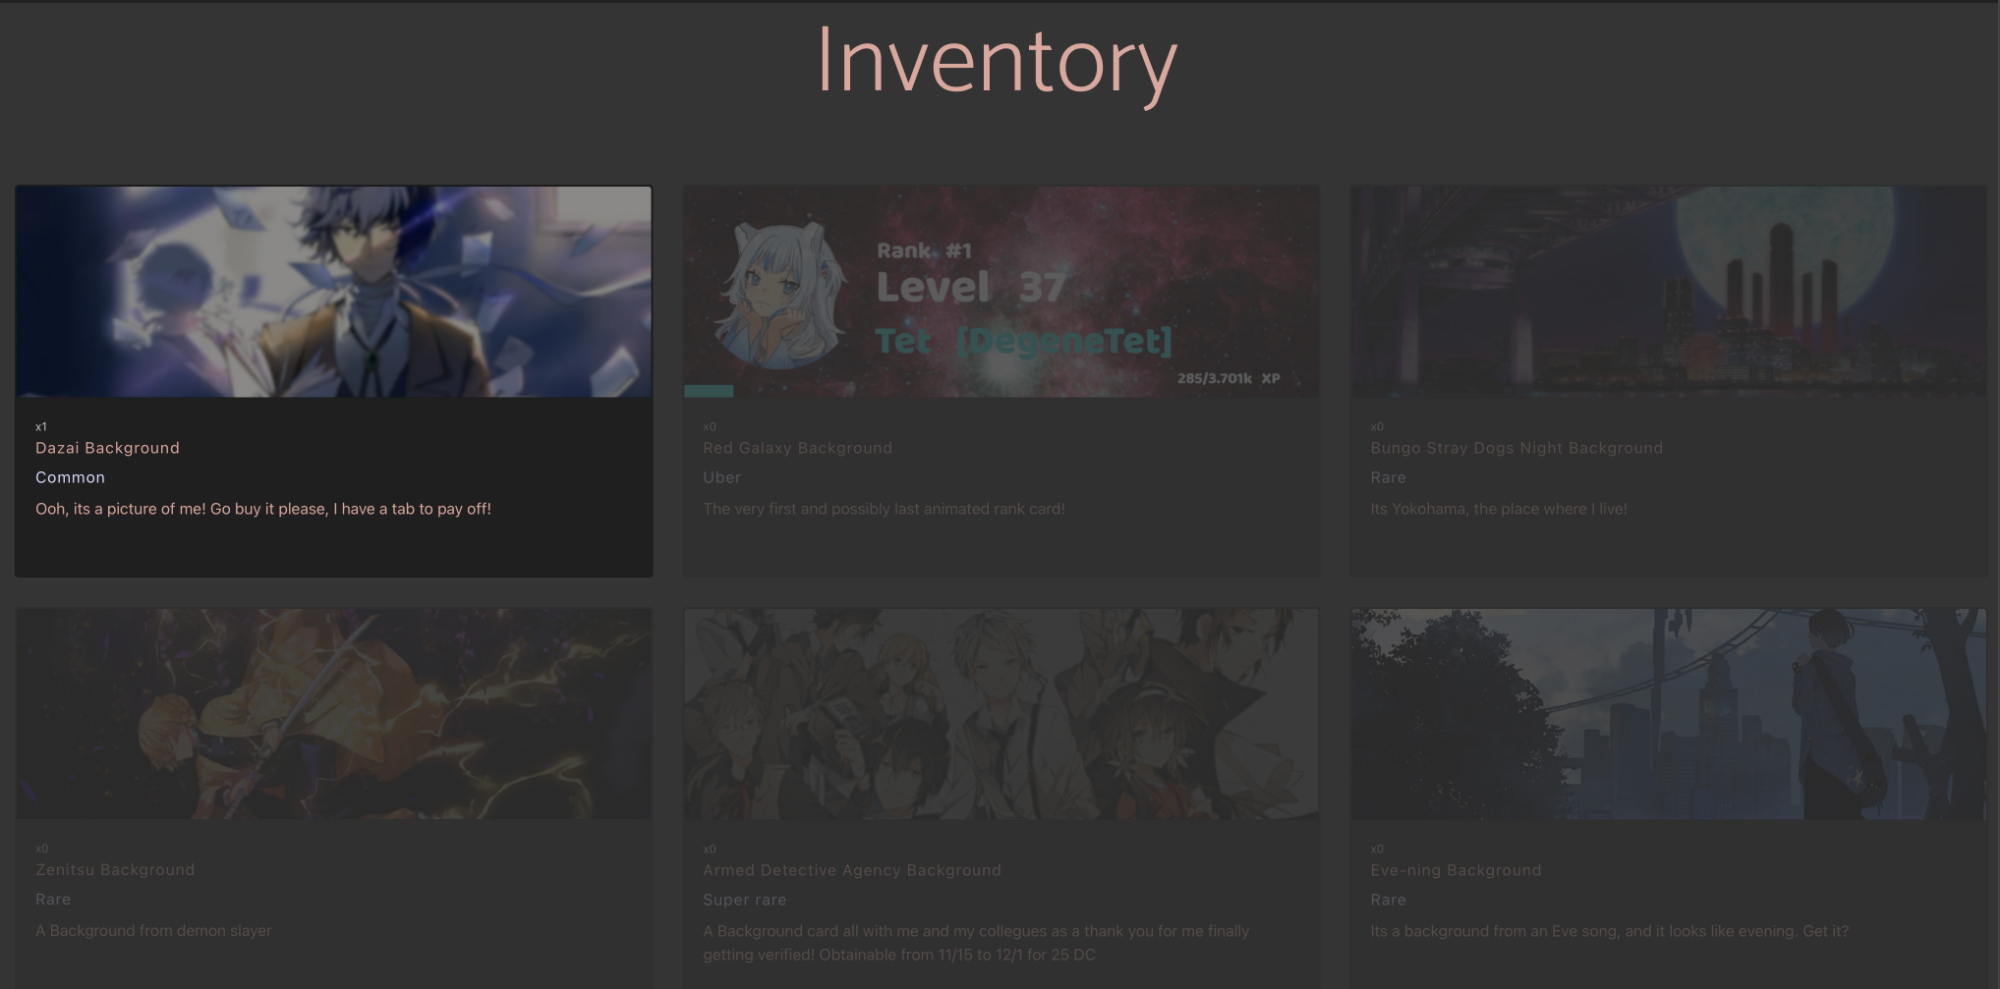 Inventory
x1
Dazai Background
Common
Ooh, its a picture of me! Go buy it please, I have a tab to pay off!
Rank #1
Level 37
Tet [DegeneTet]
285/3.701k XP
x0
Red Galaxy Background
Uber
The very first and possibly last animated rank card!
x0
Bungo Stray Dogs Night Background
Rare
Its Yokohama, the place where I live!
x0
Zenitsu Background
Rare
A Background from demon slayer
x0
Armed Detective Agency Background
Super rare
A Background card all with me and my collegues as a thank you for me finally
getting verified! Obtainable from 11/15 to 12/1 for 25 DC
x0
Eve-ning Background
Rare
Its a background from an Eve song, and it looks like evening. Get it?